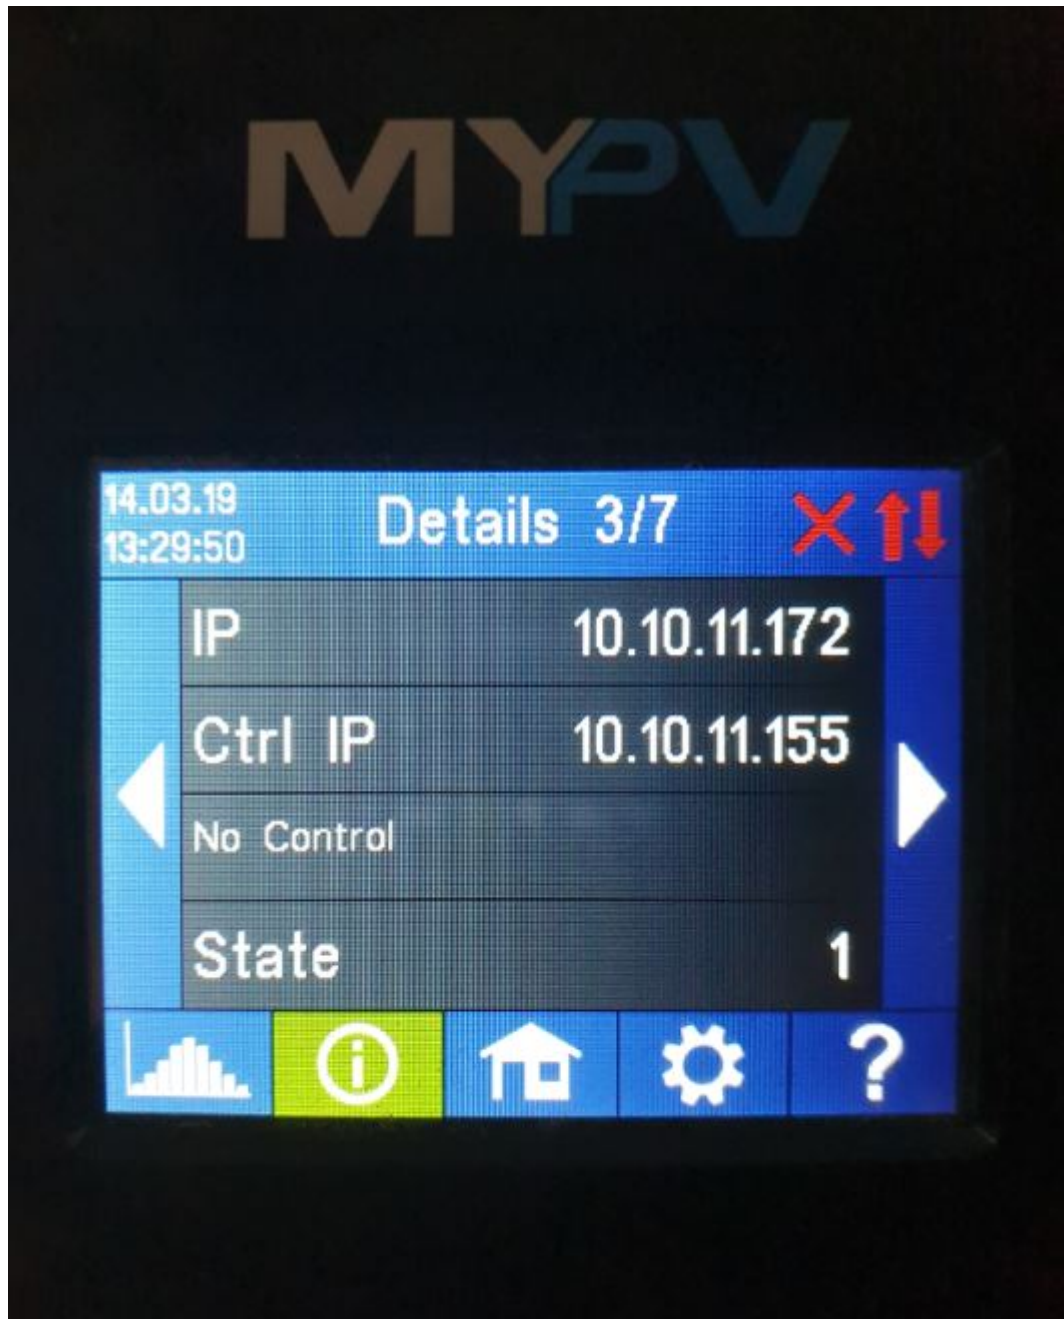 MYPV
14.03.19
13:29:50
Details 3/7
IP 10.10.11.172
Ctrl IP 10.10.11.155
No Control
State 1
?